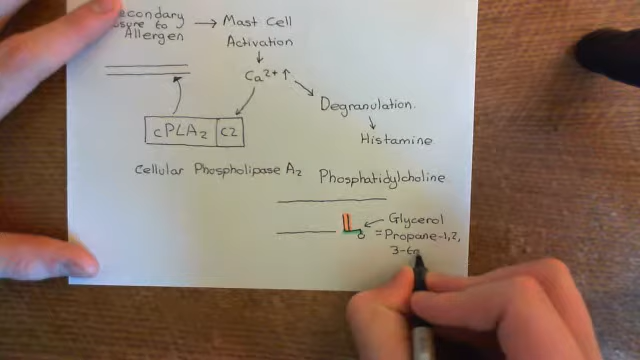 Secondary → Mast Cell
to
Allergen
Activation
Ca2+ ↑
Degranulation
Histamine
cPLA2 C2
Cellular Phospholipase A2
Phosphatidylcholine
Glycerol
= Propane-1,2,
3-t